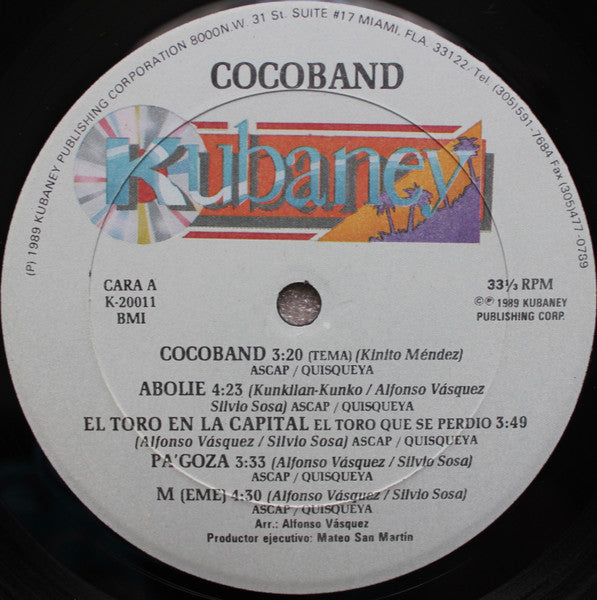 (P) 1989 KUBANEY PUBLISHING CORPORATION 8000 N.W. 31 St. SUITE #17 MIAMI, FLA. 33122, Tel. (305)591-7684 Fax (305)477-0789
COCOBAND
Kubaney
CARA A
K-20011
BMI
33⅓ RPM
©℗ 1989 KUBANEY
PUBLISHING CORP.
COCOBAND 3:20 (TEMA) (Kinito Méndez)
ASCAP / QUISQUEYA
ABOLIE 4:23 (Kunkilan-Kunko / Alfonso Vásquez
Silvio Sosa) ASCAP / QUISQUEYA
EL TORO EN LA CAPITAL EL TORO QUE SE PERDIO 3:49
(Alfonso Vásquez / Silvio Sosa) ASCAP / QUISQUEYA
PA'GOZA 3:33 (Alfonso Vásquez / Silvio Sosa)
ASCAP / QUISQUEYA
M (EME) 4:30 (Alfonso Vásquez / Silvio Sosa)
ASCAP / QUISQUEYA
Arr.: Alfonso Vásquez
Productor ejecutivo: Mateo San Martín